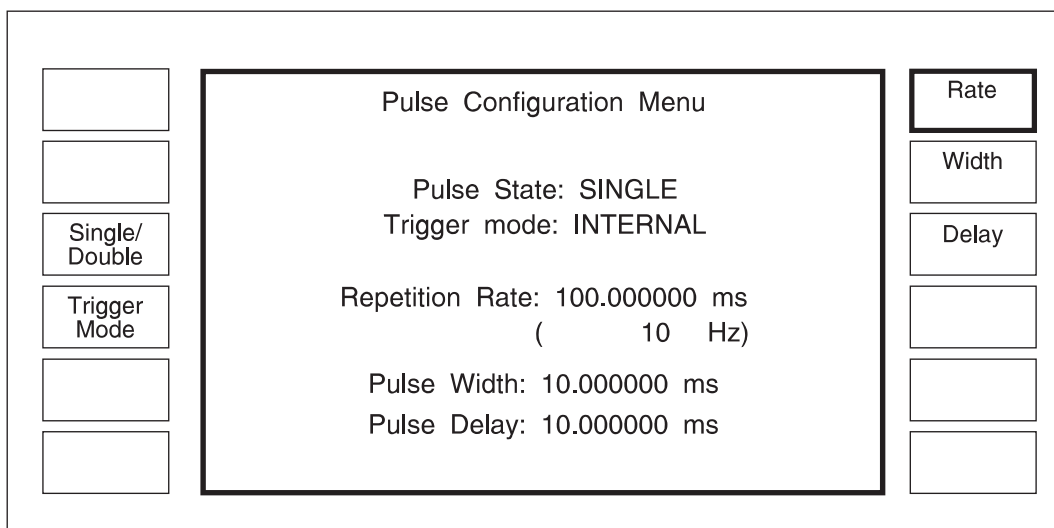 Pulse Configuration Menu
Pulse State: SINGLE
Trigger mode: INTERNAL
Repetition Rate: 100.000000 ms
( 10 Hz)
Pulse Width: 10.000000 ms
Pulse Delay: 10.000000 ms
Single/
Double
Trigger
Mode
Rate
Width
Delay